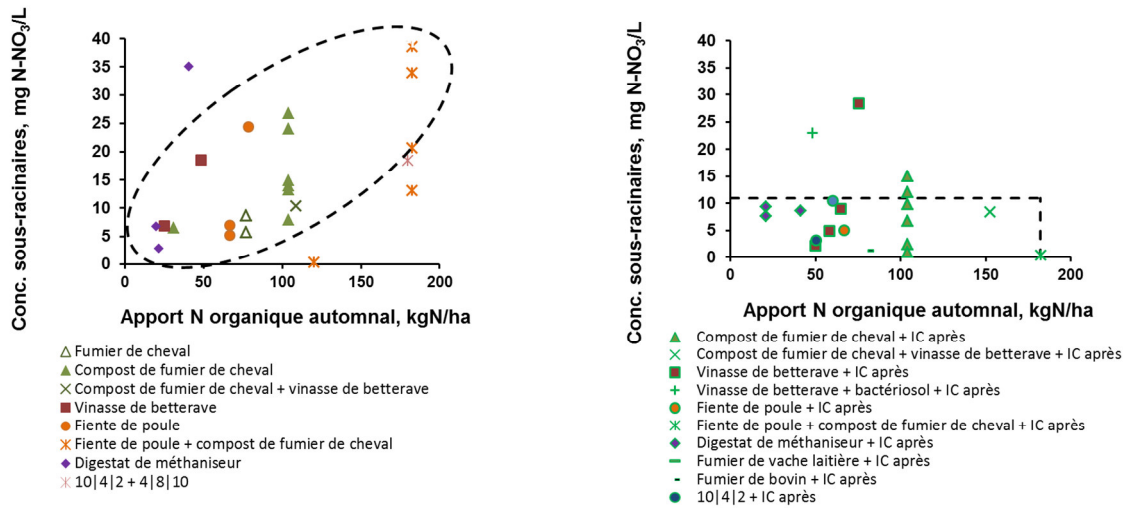 Conc. sous-racinaires, mg N-NO3/L
40
35
30
25
20
15
10
5
0
0 50 100 150 200
Apport N organique automnal, kgN/ha
Fumier de cheval
Compost de fumier de cheval
Compost de fumier de cheval + vinasse de betterave
Vinasse de betterave
Fiente de poule
Fiente de poule + compost de fumier de cheval
Digestat de méthaniseur
10|4|2 + 4|8|10
Conc. sous-racinaires, mg N-NO3/L
40
35
30
25
20
15
10
5
0
0 50 100 150 200
Apport N organique automnal, kgN/ha
Compost de fumier de cheval + IC après
Compost de fumier de cheval + vinasse de betterave + IC après
Vinasse de betterave + IC après
Vinasse de betterave + bactériosol + IC après
Fiente de poule + IC après
Fiente de poule + compost de fumier de cheval + IC après
Digestat de méthaniseur + IC après
Fumier de vache laitière + IC après
Fumier de bovin + IC après
10|4|2 + IC après